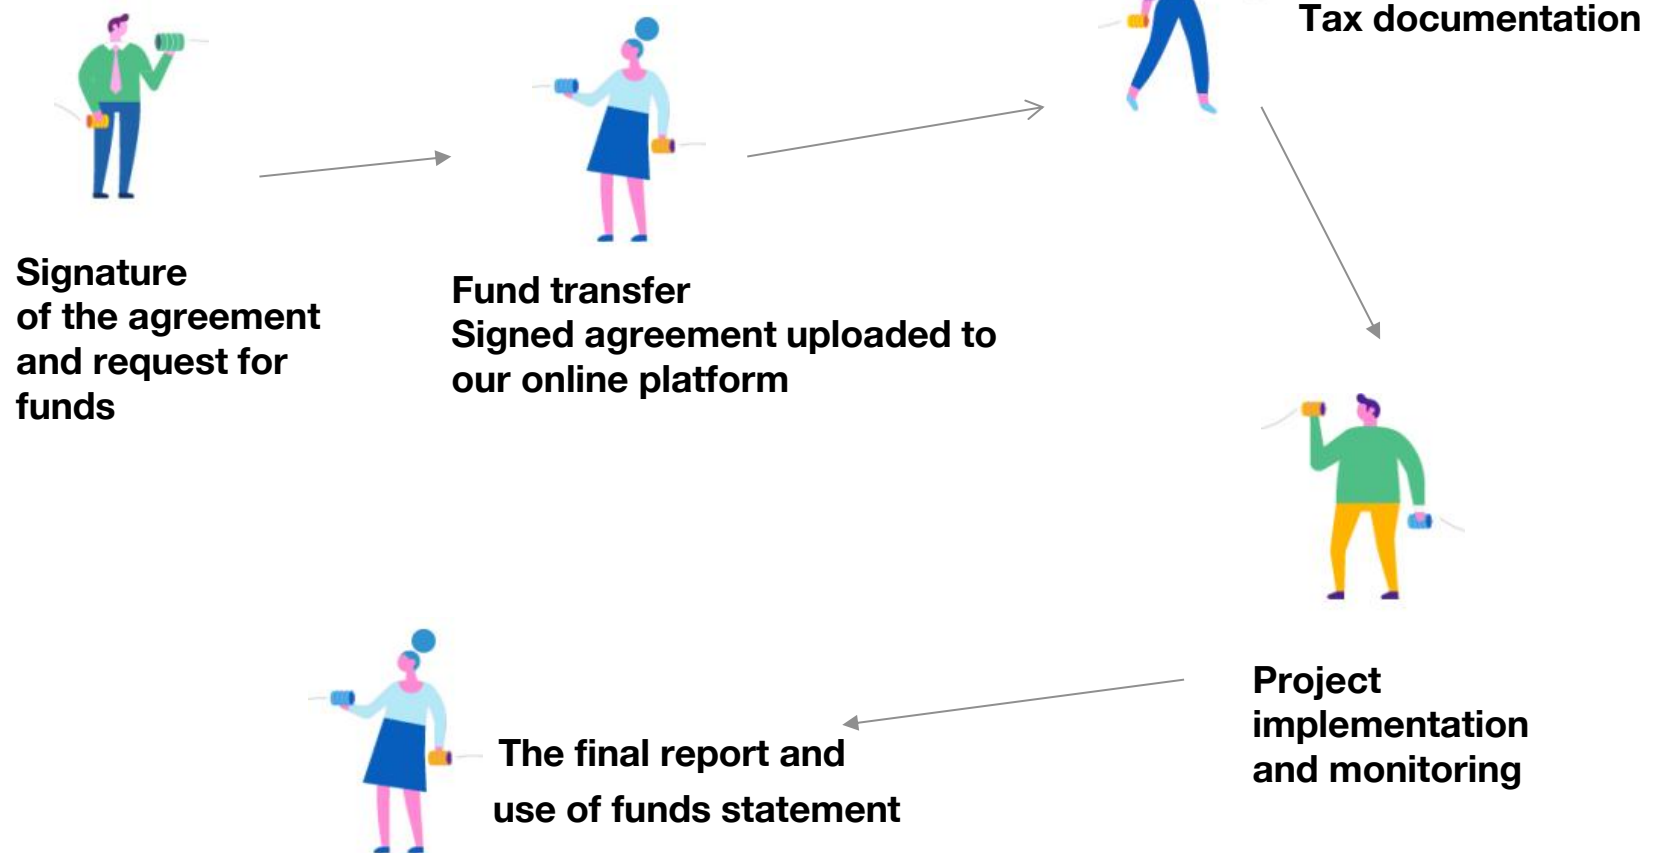 Tax documentation
Signature
of the agreement
and request for
funds
Fund transfer
Signed agreement uploaded to
our online platform
Project
implementation
and monitoring
The final report and
use of funds statement